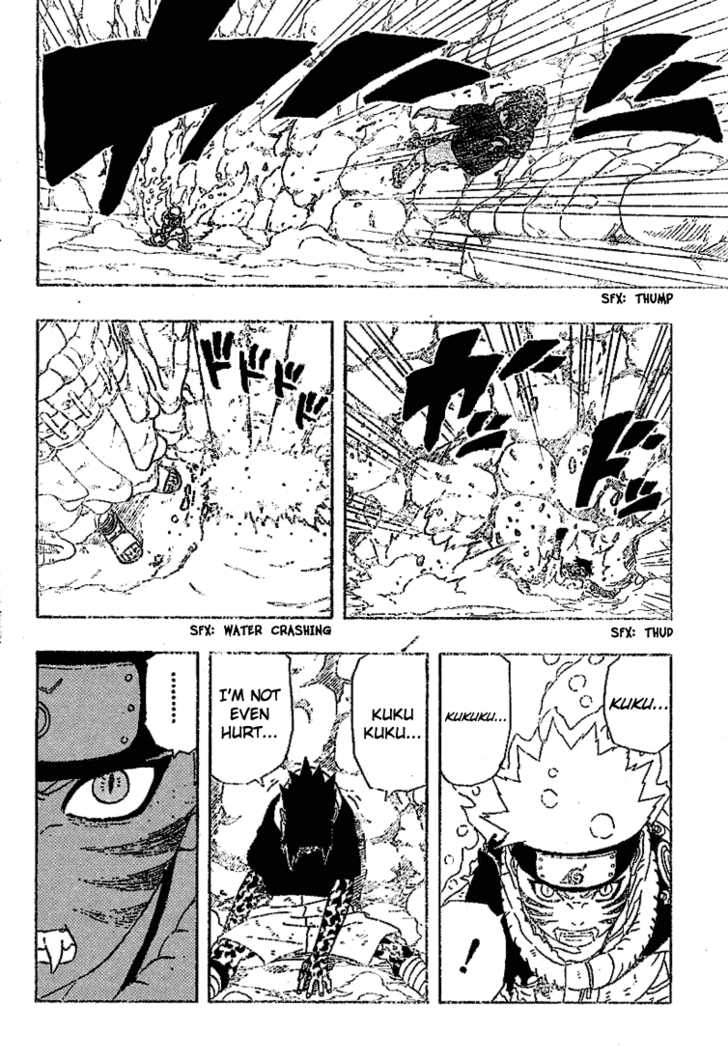 SFX: THUMP
SFX: THUD
ドドドド
SFX: WATER CRASHING
KUKU...
KUKUKU...
!
KUKU
KUKU...
I'M NOT
EVEN
HURT...
.........